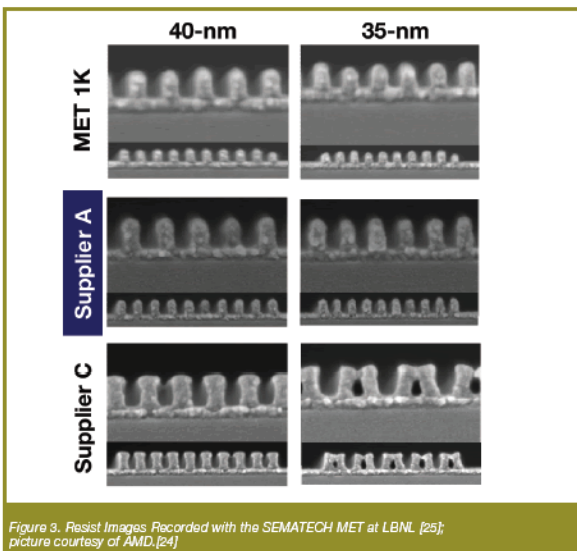 40-nm 35-nm
MET 1K
Supplier A
Supplier C
Figure 3. Resist Images Recorded with the SEMATECH MET at LBNL [25];
picture courtesy of AMD.[24]